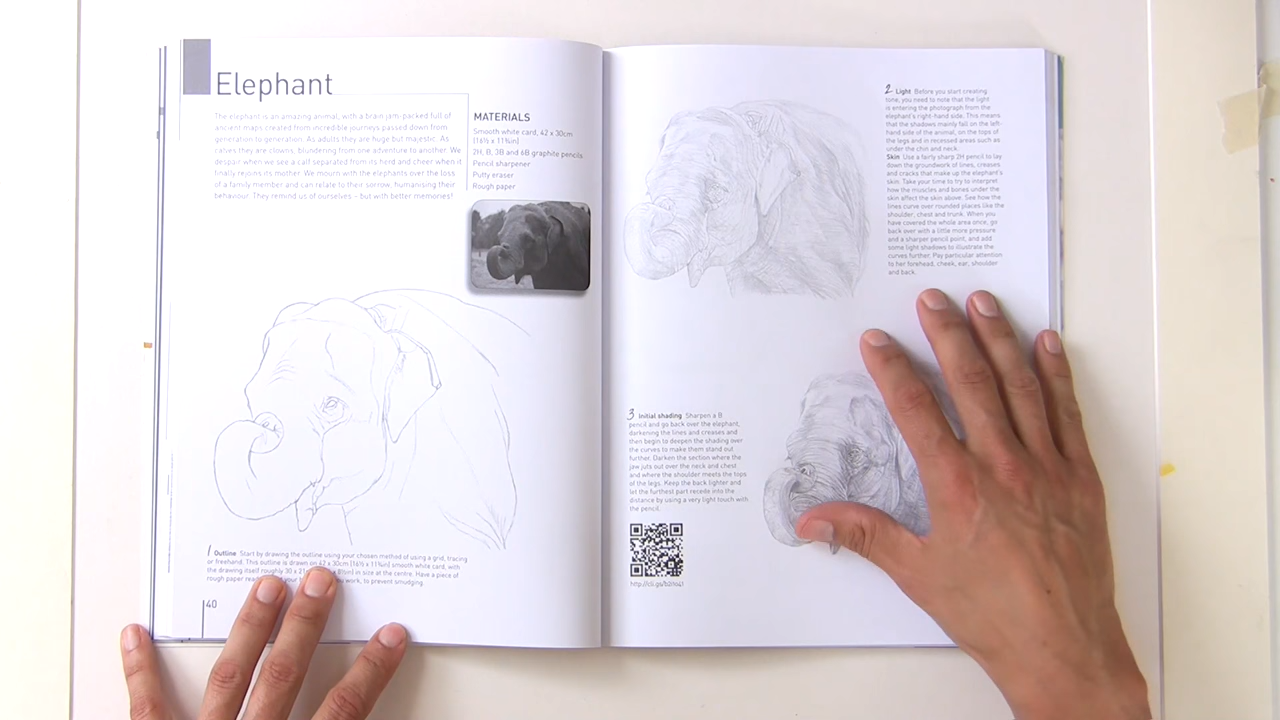 Elephant
The elephant is an amazing animal, with a brain jam-packed full of
ancient maps created from incredible journeys passed down from
generation to generation. As adults they are huge but majestic. As
calves they are clowns, blundering from one adventure to another. We
despair when we see a calf separated from its herd and cheer when it
finally rejoins its mother. We mourn with the elephants over the loss
of a family member and can relate to their sorrow, humanising their
behaviour. They remind us of ourselves – but with better memories!
MATERIALS
Smooth white card, 42 x 30cm
(16½ x 11¾in)
2H, B, 3B and 6B graphite pencils
Pencil sharpener
Putty eraser
Rough paper
1 Outline Start by drawing the outline using your chosen method of using a grid, tracing
or freehand. This outline is drawn on 42 x 30cm (16½ x 11¾in) smooth white card, with
the drawing itself roughly 30 x in size at the centre. Have a piece of
rough paper your work, to prevent smudging.
40
2 Light Before you start creating
tone, you need to note that the light
is entering the photograph from the
elephant's right-hand side. This means
that the shadows mainly fall on the left-
hand side of the animal, on the tops of
the legs and in recessed areas such as
under the chin and neck.
Skin Use a fairly sharp 2H pencil to lay
down the groundwork of lines, creases
and cracks that make up the elephant's
skin. Take your time to try to interpret
how the muscles and bones under the
skin affect the skin above. See how the
lines curve over rounded places like the
shoulder, chest and trunk. When you
have covered the whole area once, go
back over with a little more pressure
and a sharper pencil point, and add
some light shadows to illustrate the
curves further. Pay particular attention
to her forehead, cheek, ear, shoulder
and back.
3 Initial shading Sharpen a B
pencil and go back over the elephant,
darkening the lines and creases and
then begin to deepen the shading over
the curves to make them stand out
further. Darken the section where the
jaw juts out over the neck and chest
and where the shoulder meets the tops
of the legs. Keep the back lighter and
let the furthest part recede into the
distance by using a very light touch with
the pencil.